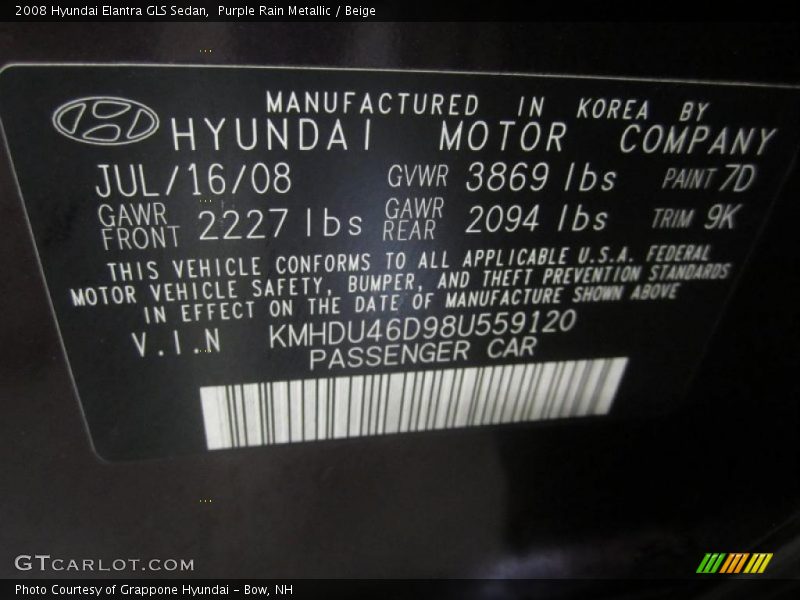 2008 Hyundai Elantra GLS Sedan,  Purple Rain Metallic / Beige
MANUFACTURED IN KOREA BY
HYUNDAI MOTOR COMPANY
JUL/16/08 GVWR 3869 lbs PAINT 7D
GAWR FRONT 2227 lbs GAWR REAR 2094 lbs TRIM 9K
THIS VEHICLE CONFORMS TO ALL APPLICABLE U.S.A. FEDERAL
MOTOR VEHICLE SAFETY, BUMPER, AND THEFT PREVENTION STANDARDS
IN EFFECT ON THE DATE OF MANUFACTURE SHOWN ABOVE
V.I.N KMHDU46D98U559120
PASSENGER CAR
GTCARLOT.COM
Photo Courtesy of Grappone Hyundai - Bow, NH